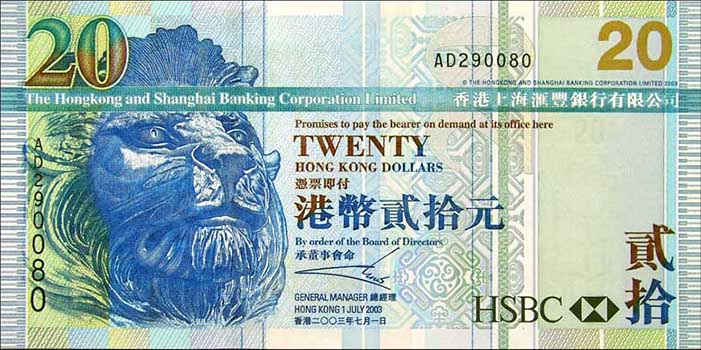 20
AD290080
20
© THE HONGKONG AND SHANGHAI BANKING CORPORATION LIMITED 2003
The Hongkong and Shanghai Banking Corporation Limited 香港上海滙豐銀行有限公司
Promises to pay the bearer on demand at its office here
TWENTY
HONG KONG DOLLARS
憑票即付
港幣貳拾元
By order of the Board of Directors
承董事會命
GENERAL MANAGER 總經理
HONG KONG 1 JULY 2003
香港二〇〇三年七月一日
AD290080
HSBC
貳拾